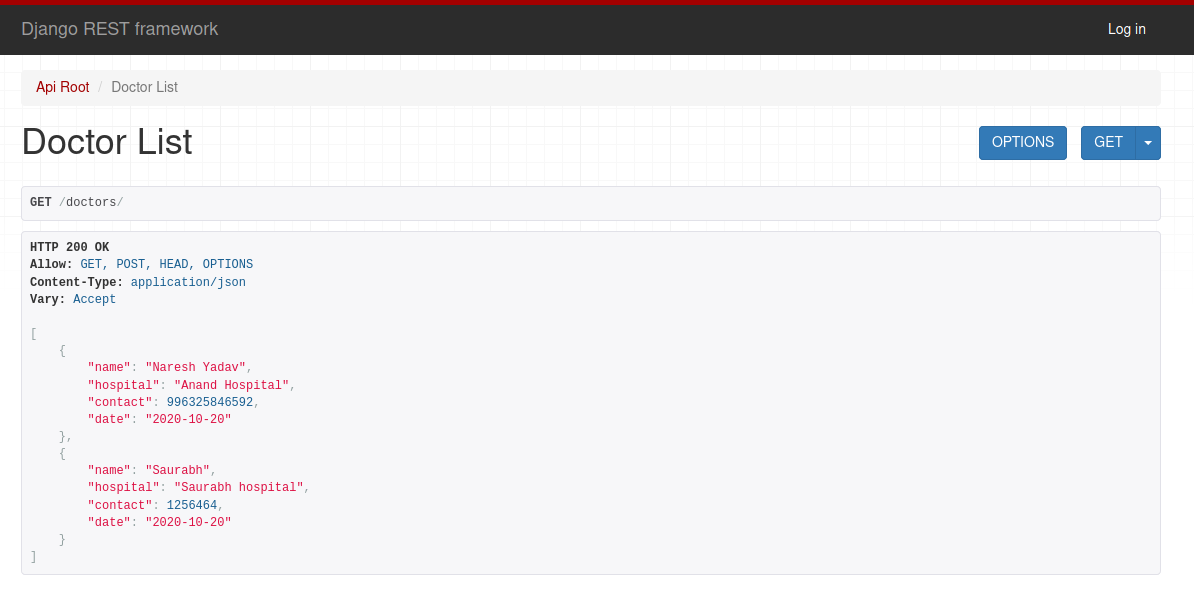 Django REST framework
Log in
Api Root / Doctor List
Doctor List
OPTIONS
GET
GET /doctors/
HTTP 200 OK
Allow: GET, POST, HEAD, OPTIONS
Content-Type: application/json
Vary: Accept
[
    {
        "name": "Naresh Yadav",
        "hospital": "Anand Hospital",
        "contact": 996325846592,
        "date": "2020-10-20"
    },
    {
        "name": "Saurabh",
        "hospital": "Saurabh hospital",
        "contact": 1256464,
        "date": "2020-10-20"
    }
]